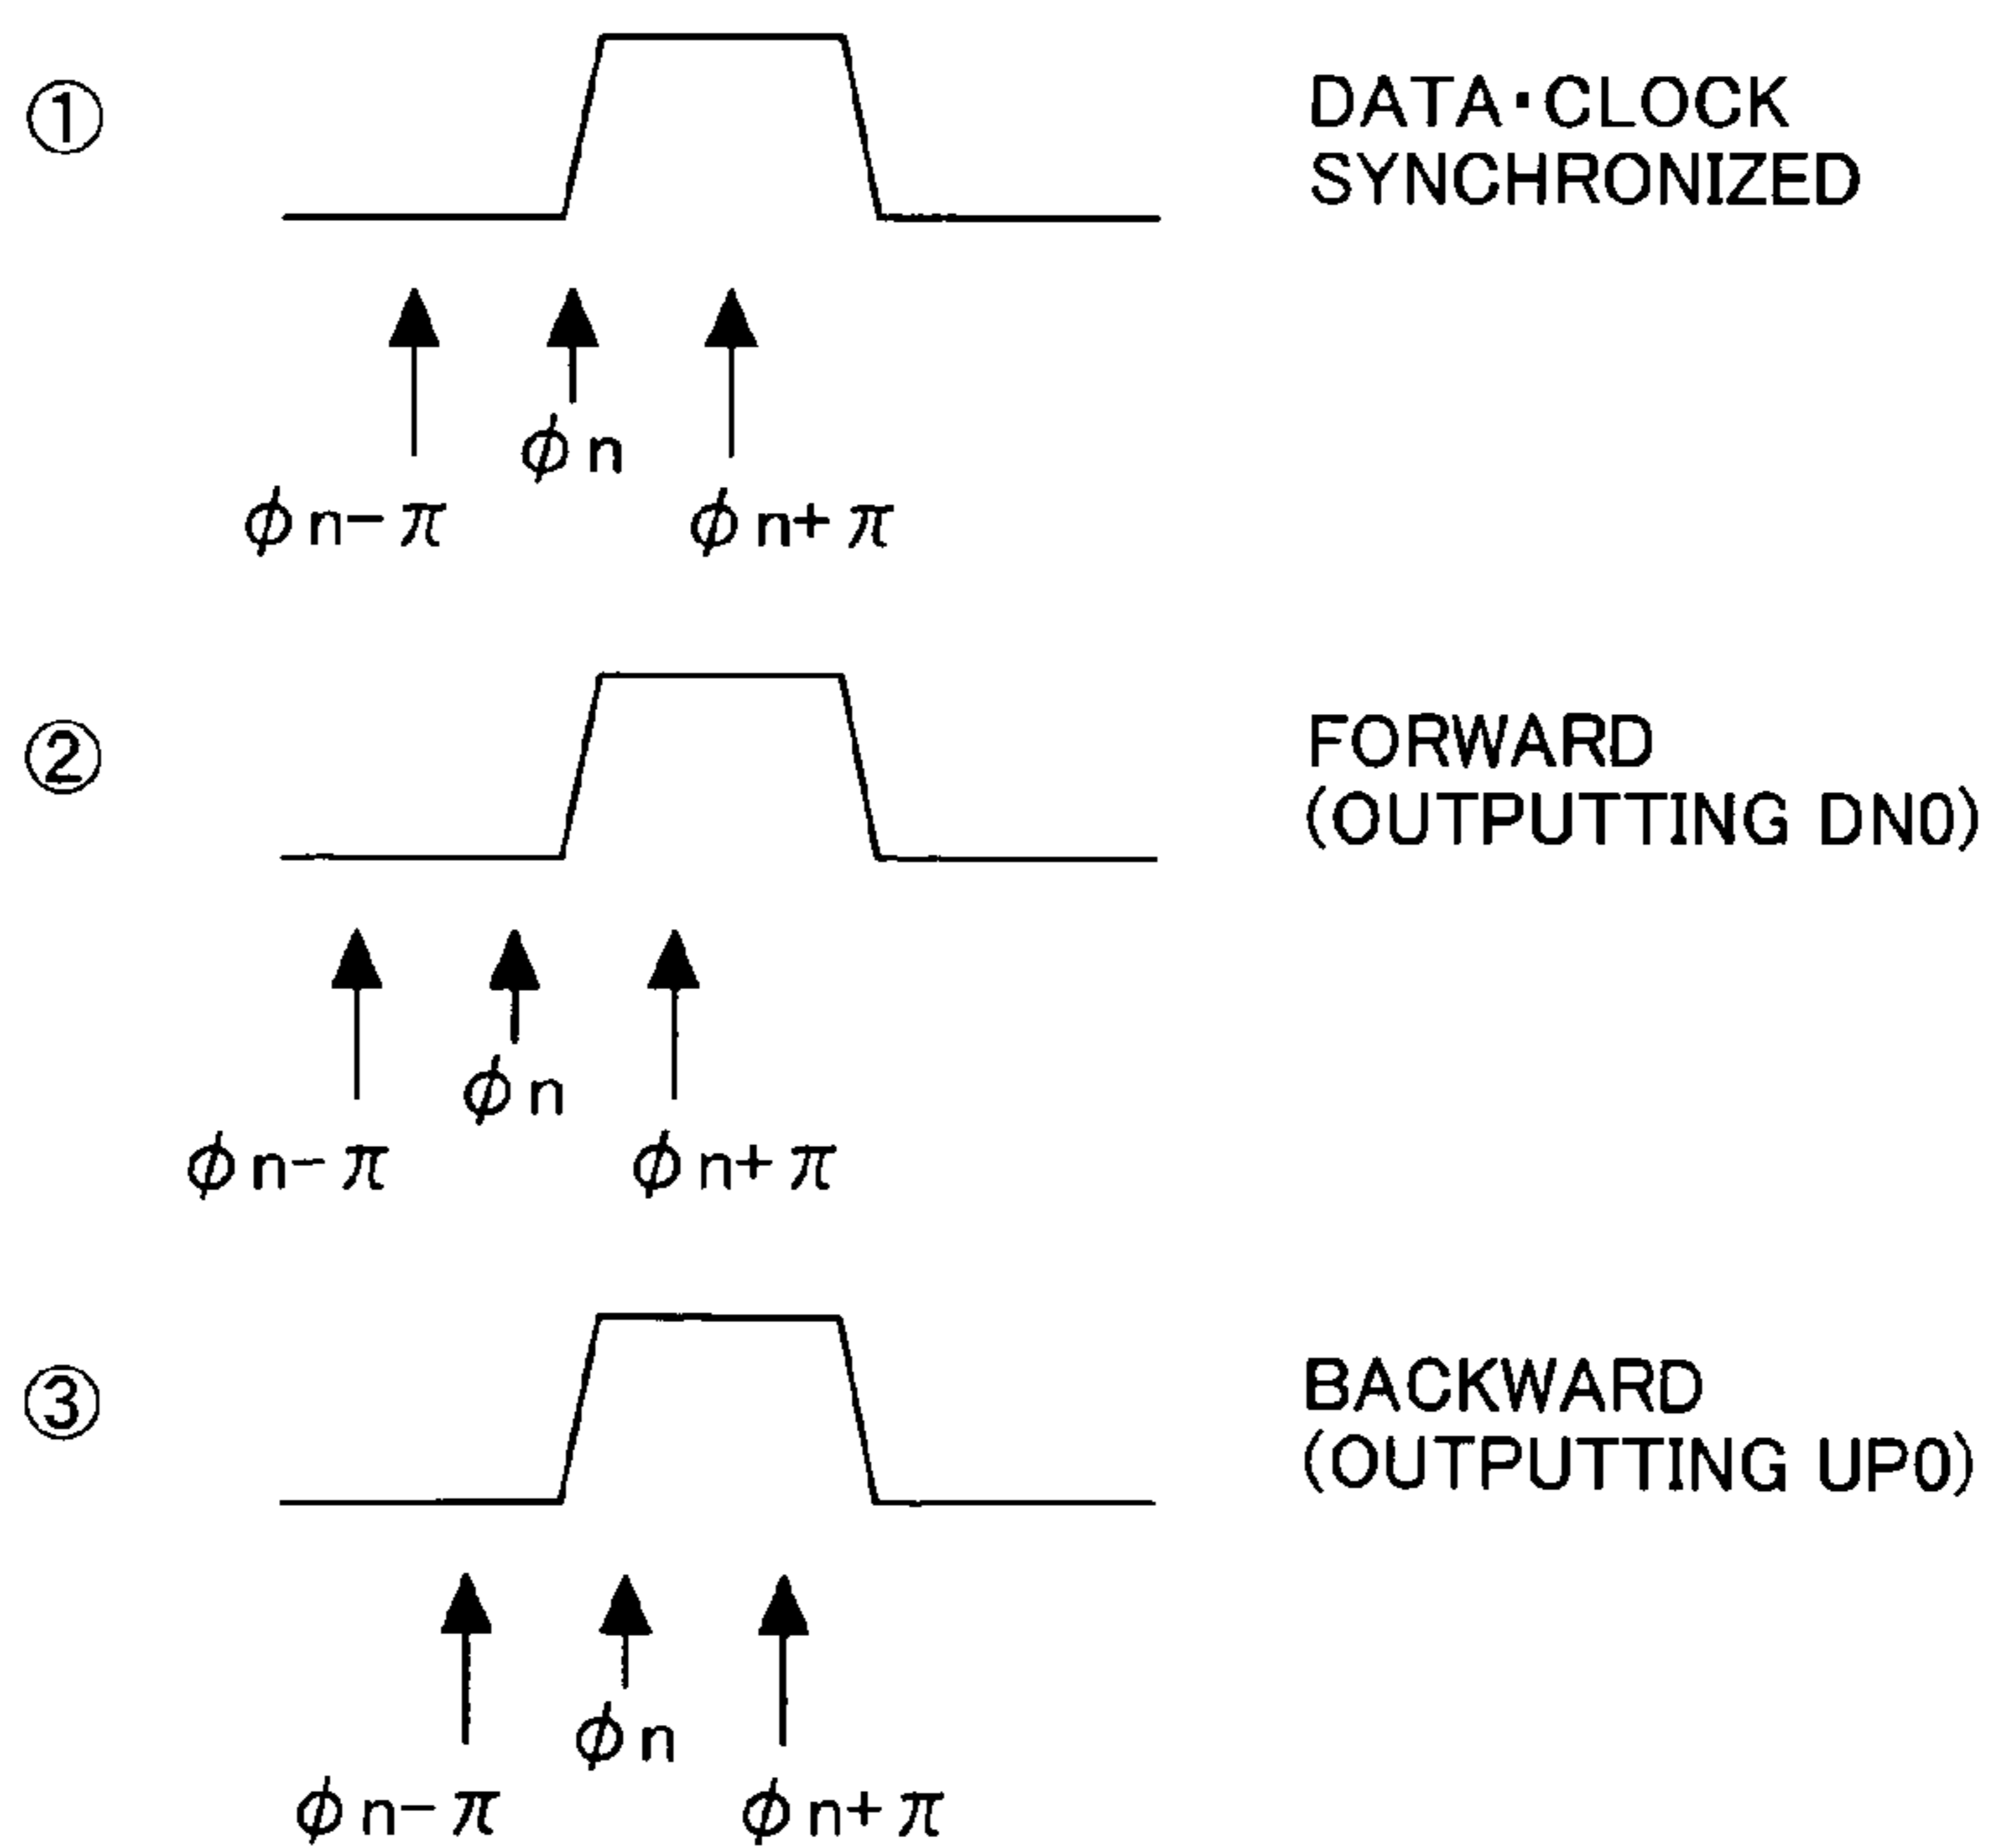 ①
DATA・CLOCK
SYNCHRONIZED
φn
φn-π
φn+π
②
FORWARD
(OUTPUTTING DN0)
φn
φn-π
φn+π
③
BACKWARD
(OUTPUTTING UP0)
φn
φn-π
φn+π